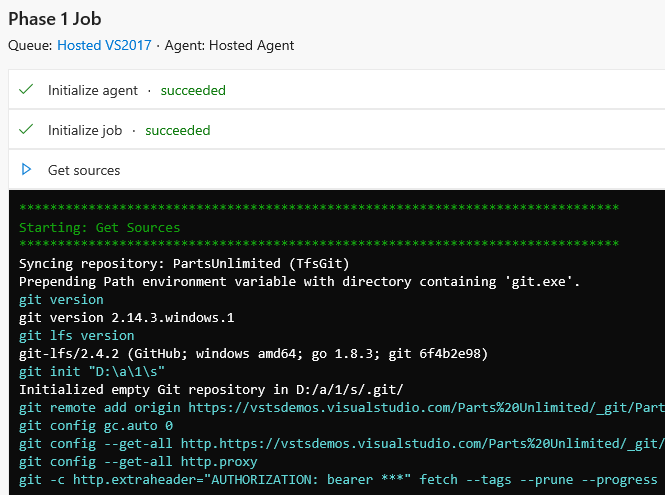 Phase 1 Job
Queue: Hosted VS2017 · Agent: Hosted Agent
Initialize agent · succeeded
Initialize job · succeeded
Get sources
******************************************************************************
Starting: Get Sources
******************************************************************************
Syncing repository: PartsUnlimited (TfsGit)
Prepending Path environment variable with directory containing 'git.exe'.
git version
git version 2.14.3.windows.1
git lfs version
git-lfs/2.4.2 (GitHub; windows amd64; go 1.8.3; git 6f4b2e98)
git init "D:\a\1\s"
Initialized empty Git repository in D:/a/1/s/.git/
git remote add origin https://vstsdemos.visualstudio.com/Parts%20Unlimited/_git/Part
git config gc.auto 0
git config --get-all http.https://vstsdemos.visualstudio.com/Parts%20Unlimited/_git/
git config --get-all http.proxy
git -c http.extraheader="AUTHORIZATION: bearer ***" fetch --tags --prune --progress